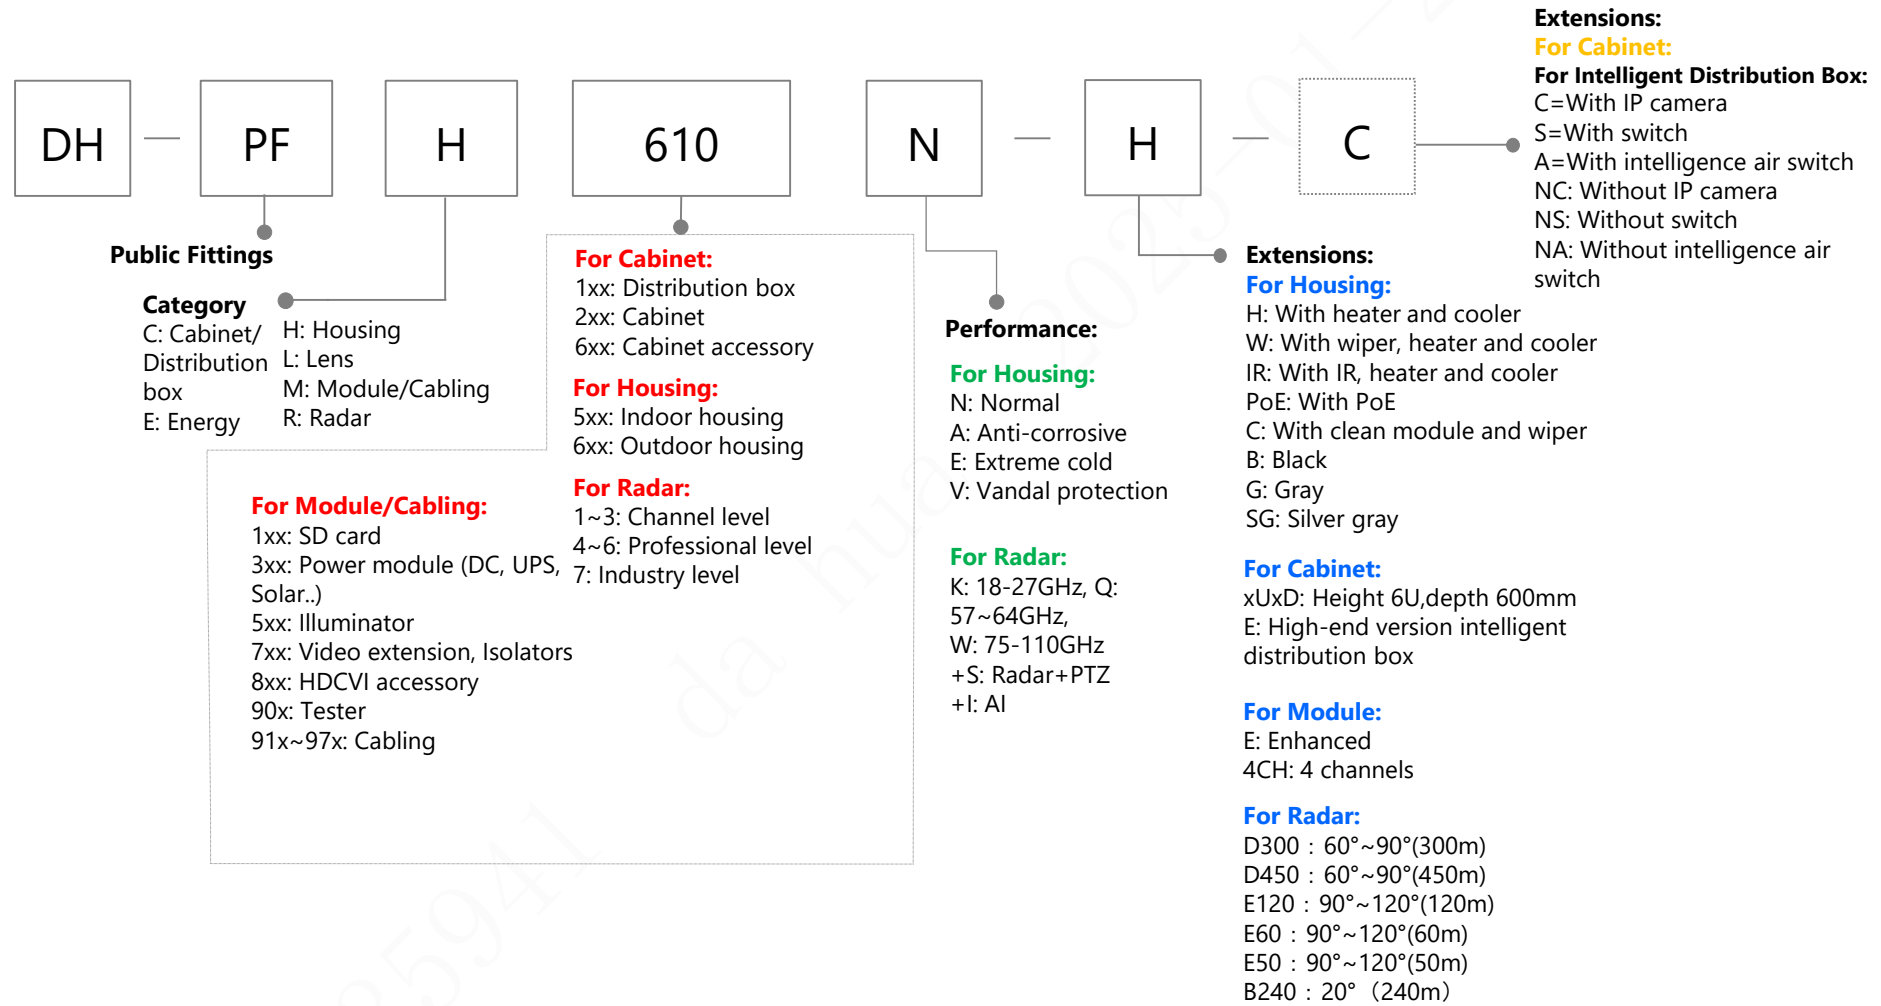 DH — PF H 610 N — H — C
Extensions:
For Cabinet:
For Intelligent Distribution Box:
C=With IP camera
S=With switch
A=With intelligence air switch
NC: Without IP camera
NS: Without switch
NA: Without intelligence air
switch
Public Fittings
Category
C: Cabinet/
Distribution
box
E: Energy
H: Housing
L: Lens
M: Module/Cabling
R: Radar
For Cabinet:
1xx: Distribution box
2xx: Cabinet
6xx: Cabinet accessory
For Housing:
5xx: Indoor housing
6xx: Outdoor housing
For Radar:
1~3: Channel level
4~6: Professional level
7: Industry level
For Module/Cabling:
1xx: SD card
3xx: Power module (DC, UPS,
Solar..)
5xx: Illuminator
7xx: Video extension, Isolators
8xx: HDCVI accessory
90x: Tester
91x~97x: Cabling
Performance:
For Housing:
N: Normal
A: Anti-corrosive
E: Extreme cold
V: Vandal protection
For Radar:
K: 18-27GHz, Q:
57~64GHz,
W: 75-110GHz
+S: Radar+PTZ
+I: AI
Extensions:
For Housing:
H: With heater and cooler
W: With wiper, heater and cooler
IR: With IR, heater and cooler
PoE: With PoE
C: With clean module and wiper
B: Black
G: Gray
SG: Silver gray
For Cabinet:
xUxD: Height 6U,depth 600mm
E: High-end version intelligent
distribution box
For Module:
E: Enhanced
4CH: 4 channels
For Radar:
D300：60°~90°(300m)
D450：60°~90°(450m)
E120：90°~120°(120m)
E60：90°~120°(60m)
E50：90°~120°(50m)
B240：20°（240m）